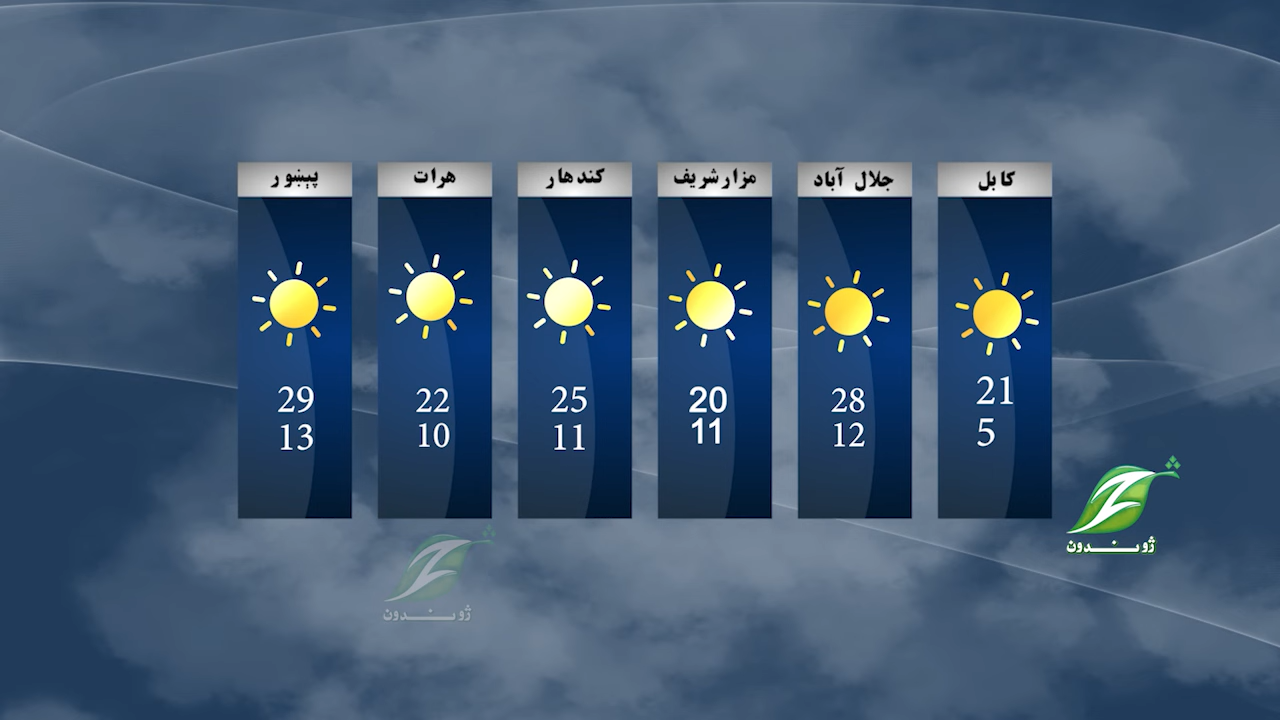 کابل
21
5
جلال آباد
28
12
مزارشریف
20
11
کندهار
25
11
هرات
22
10
پېښور
29
13
ژوندون
ژوندون